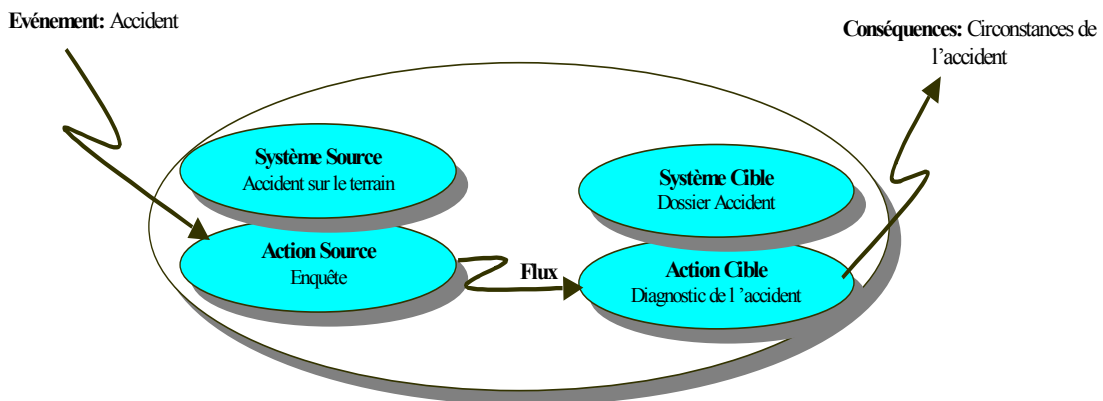 Evénement: Accident
Conséquences: Circonstances de
l'accident
Système Source
Accident sur le terrain
Système Cible
Dossier Accident
Action Source
Enquête
Flux
Action Cible
Diagnostic de l 'accident